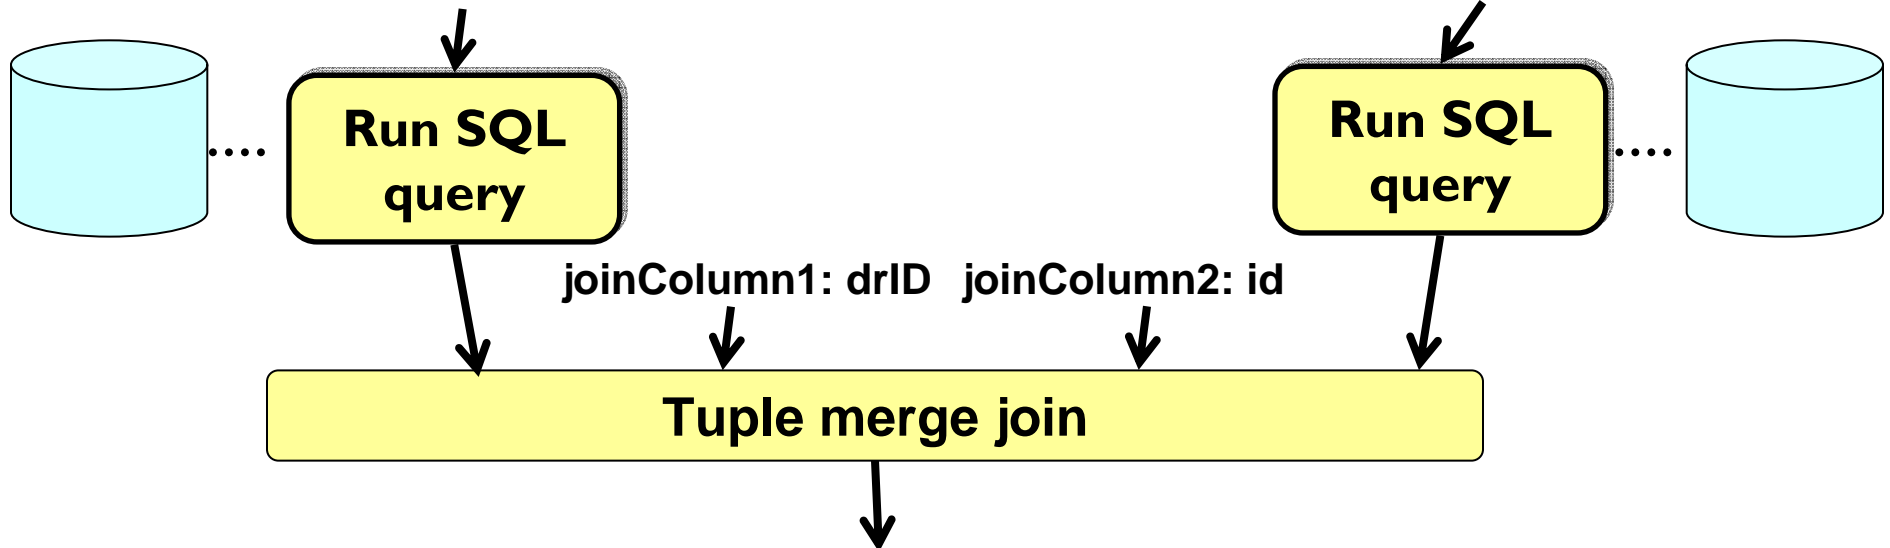 Run SQL
query
Run SQL
query
joinColumn1: drID
joinColumn2: id
Tuple merge join